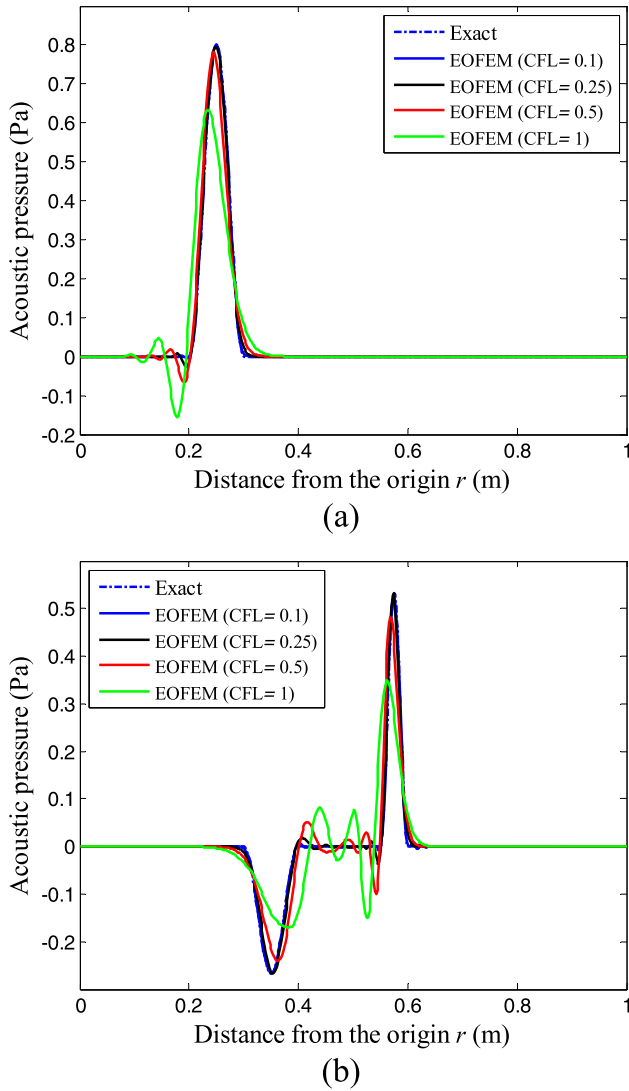 0.8
0.7
0.6
0.5
0.4
0.3
0.2
0.1
0
-0.1
-0.2
Acoustic pressure (Pa)
Exact
EOFEM (CFL= 0.1)
EOFEM (CFL= 0.25)
EOFEM (CFL= 0.5)
EOFEM (CFL= 1)
0 0.2 0.4 0.6 0.8 1
Distance from the origin r (m)
(a)
0.5
0.4
0.3
0.2
0.1
0
-0.1
-0.2
Acoustic pressure (Pa)
Exact
EOFEM (CFL= 0.1)
EOFEM (CFL= 0.25)
EOFEM (CFL= 0.5)
EOFEM (CFL= 1)
0 0.2 0.4 0.6 0.8 1
Distance from the origin r (m)
(b)